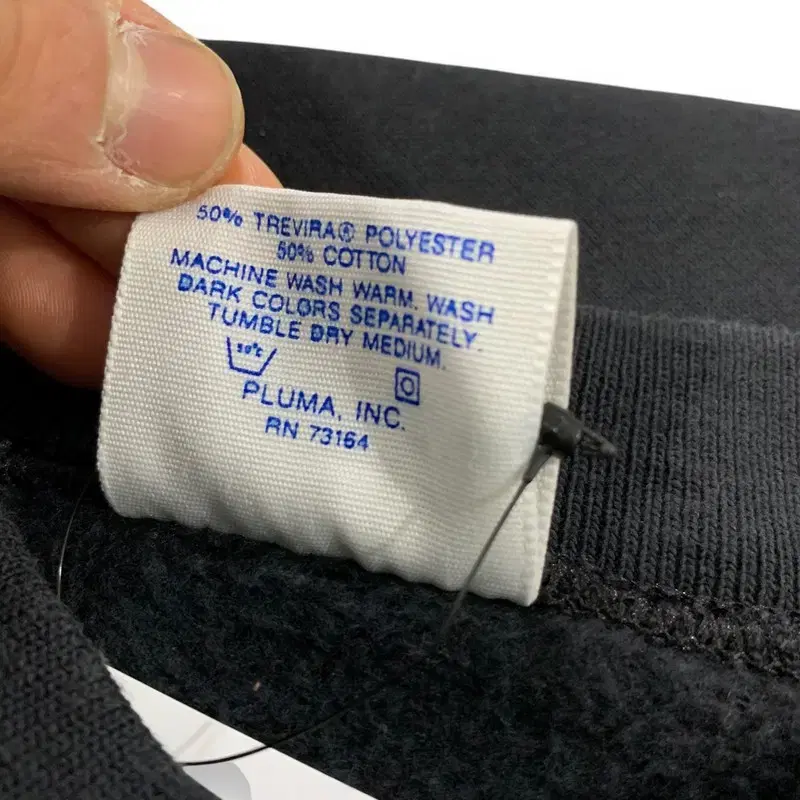 50% TREVIRA® POLYESTER
50% COTTON
MACHINE WASH WARM. WASH
DARK COLORS SEPARATELY.
TUMBLE DRY MEDIUM.
PLUMA, INC.
RN 73164